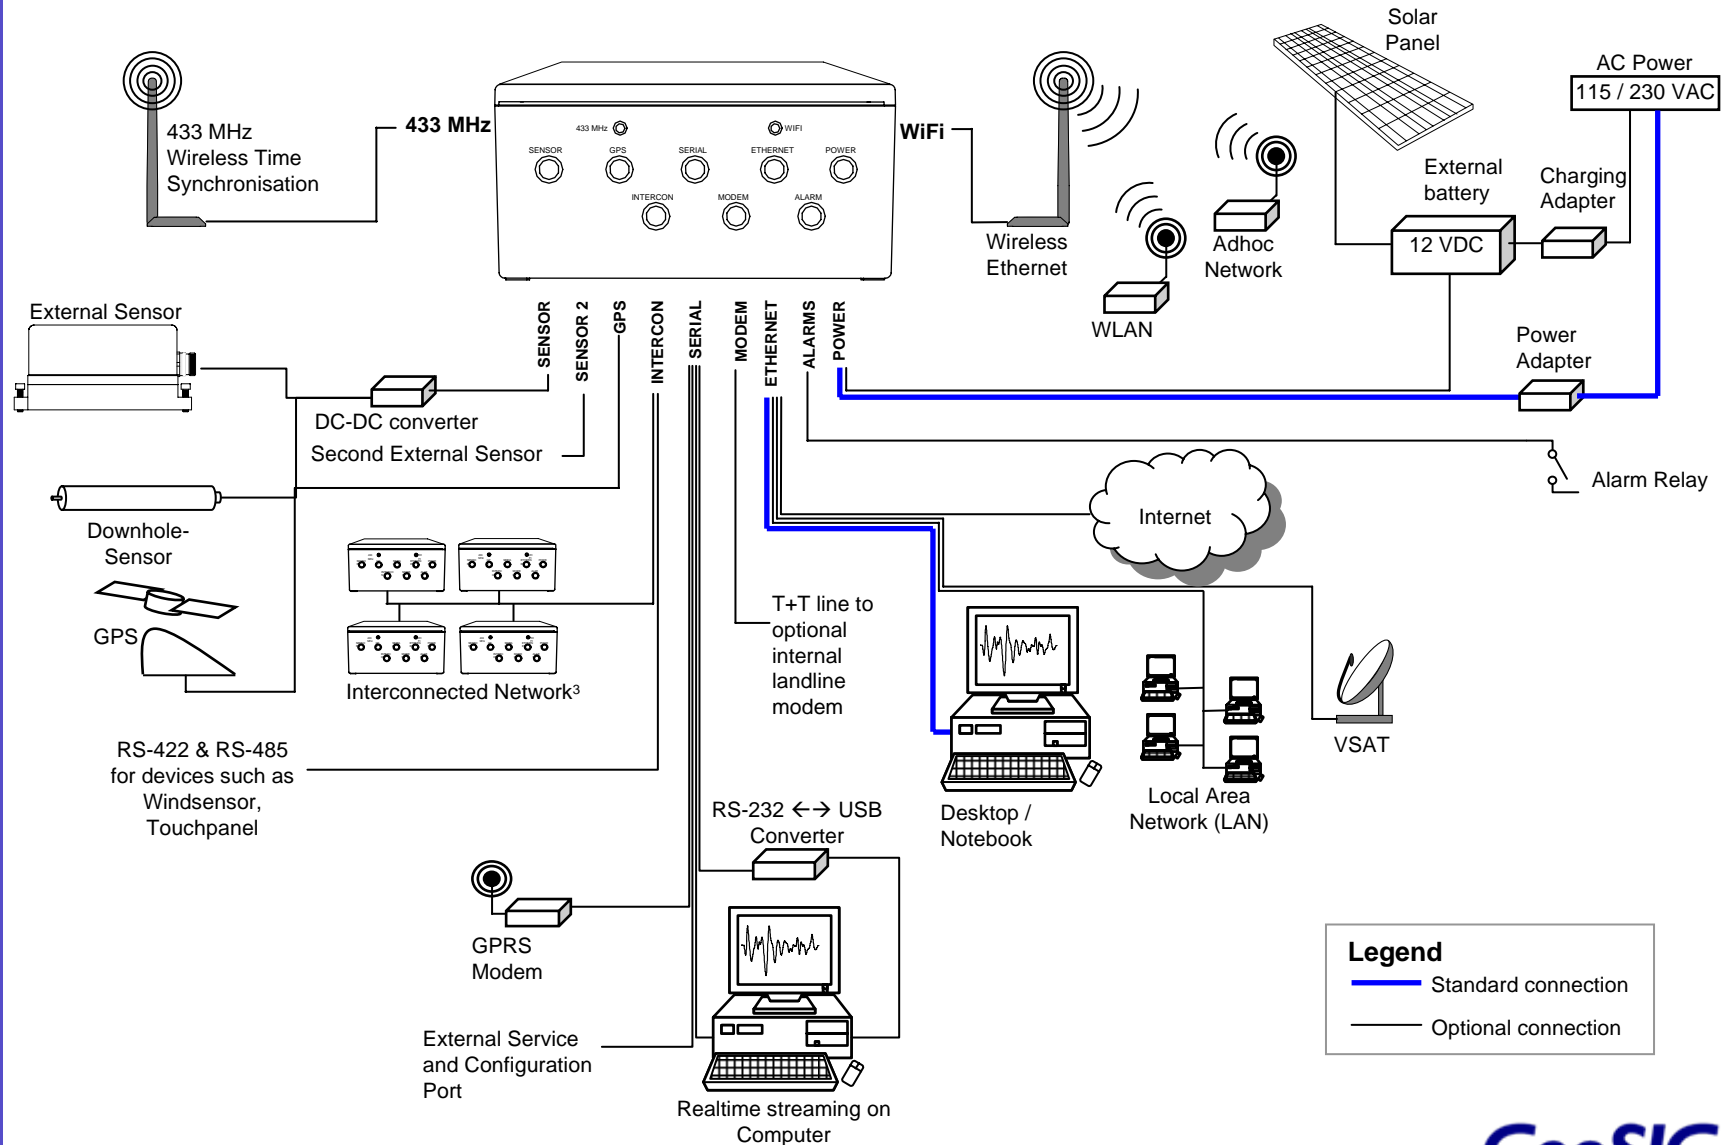 433 MHz
Wireless Time
Synchronisation
433 MHz
433 MHz
WIFI
SENSOR
GPS
SERIAL
ETHERNET
POWER
INTERCON
MODEM
ALARM
WiFi
Wireless
Ethernet
WLAN
Adhoc
Network
Solar
Panel
AC Power
115 / 230 VAC
External
battery
12 VDC
Charging
Adapter
Power
Adapter
External Sensor
SENSOR
SENSOR 2
GPS
INTERCON
SERIAL
MODEM
ETHERNET
ALARMS
POWER
DC-DC converter
Second External Sensor
Downhole-
Sensor
GPS
Interconnected Network³
RS-422 & RS-485
for devices such as
Windsensor,
Touchpanel
T+T line to
optional
internal
landline
modem
Internet
Alarm Relay
VSAT
Desktop /
Notebook
Local Area
Network (LAN)
RS-232 ←→ USB
Converter
GPRS
Modem
External Service
and Configuration
Port
Realtime streaming on
Computer
Legend
Standard connection
Optional connection
GeoSIG